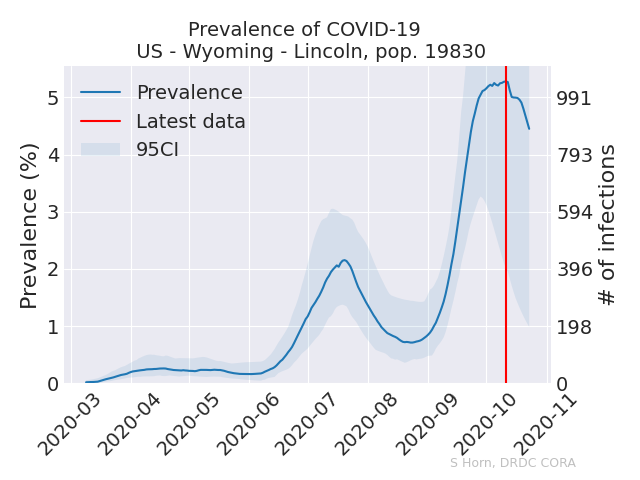 Prevalence of COVID-19
US - Wyoming - Lincoln, pop. 19830
Prevalence
Latest data
95CI
Prevalence (%)
5
4
3
2
1
0
991
793
594
396
198
0
# of infections
2020-03
2020-04
2020-05
2020-06
2020-07
2020-08
2020-09
2020-10
2020-11
S Horn, DRDC CORA